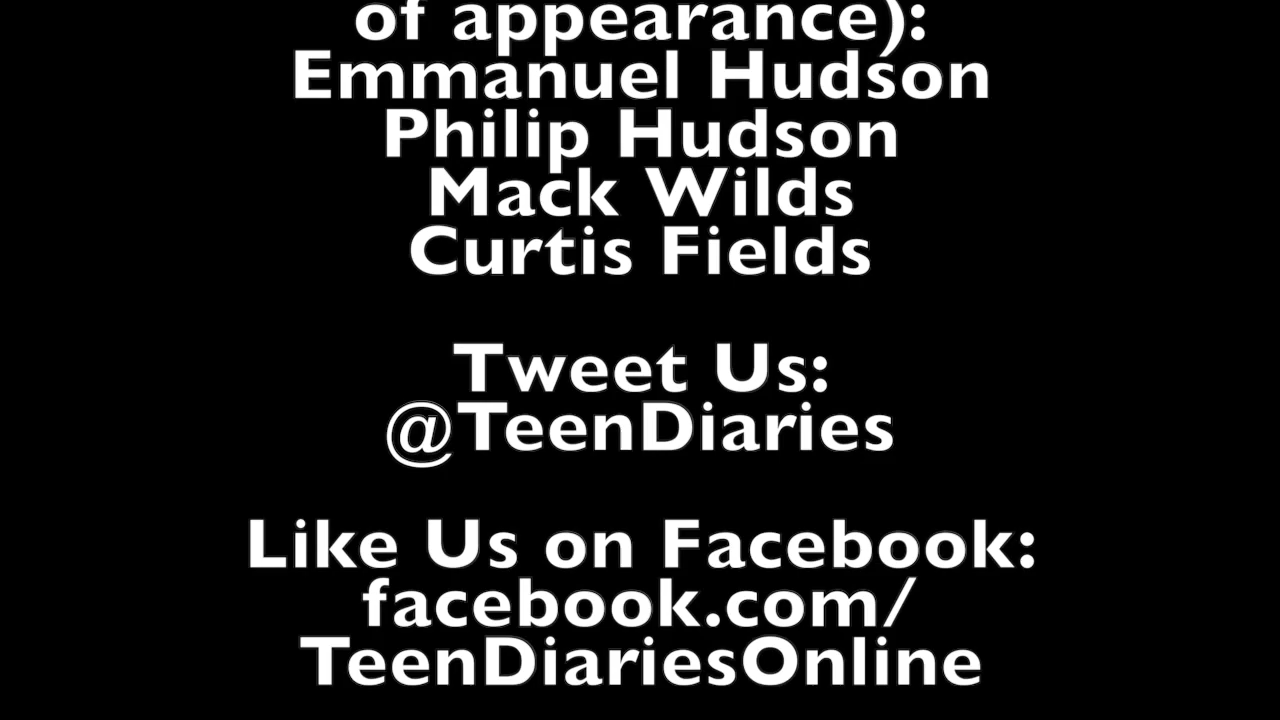 of appearance):
Emmanuel Hudson
Philip Hudson
Mack Wilds
Curtis Fields
Tweet Us:
@TeenDiaries
Like Us on Facebook:
facebook.com/
TeenDiariesOnline